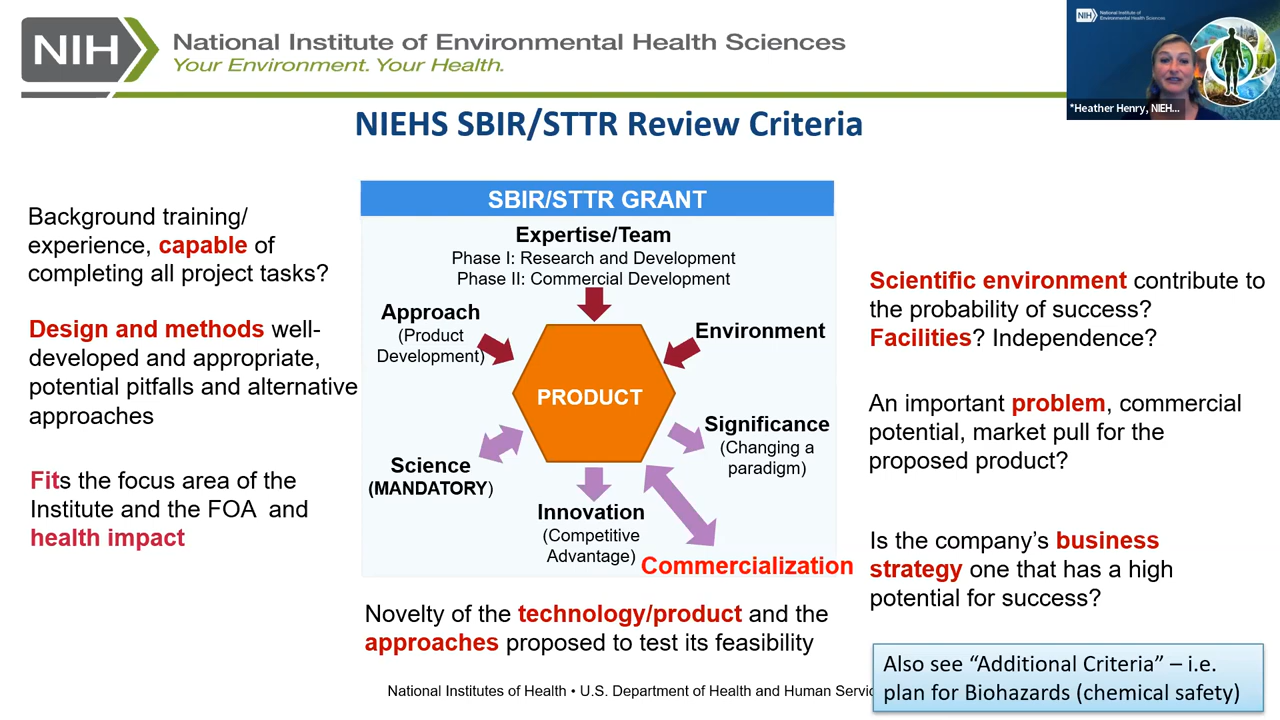 NIH
National Institute of Environmental Health Sciences
Your Environment. Your Health.
NIH
National Institute of
Environmental Health Sciences
*Heather Henry, NIEH...
NIEHS SBIR/STTR Review Criteria
Background training/
experience, capable of
completing all project tasks?
Design and methods well-
developed and appropriate,
potential pitfalls and alternative
approaches
Fits the focus area of the
Institute and the FOA and
health impact
SBIR/STTR GRANT
Expertise/Team
Phase I: Research and Development
Phase II: Commercial Development
Approach
(Product
Development)
Environment
PRODUCT
Significance
(Changing a
paradigm)
Science
(MANDATORY)
Innovation
(Competitive
Advantage)
Commercialization
Novelty of the technology/product and the
approaches proposed to test its feasibility
Scientific environment contribute to
the probability of success?
Facilities? Independence?
An important problem, commercial
potential, market pull for the
proposed product?
Is the company’s business
strategy one that has a high
potential for success?
Also see “Additional Criteria” – i.e.
plan for Biohazards (chemical safety)
National Institutes of Health • U.S. Department of Health and Human Servic